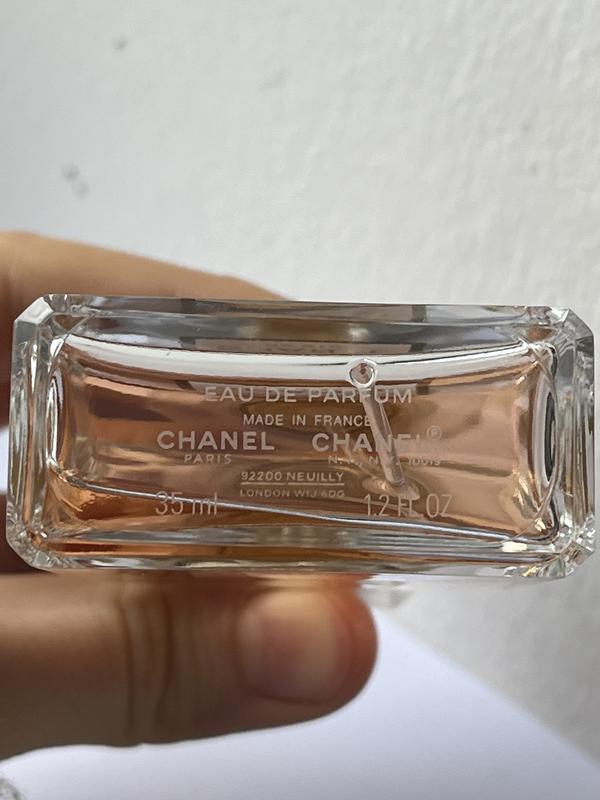 EAU DE PARFUM
MADE IN FRANCE
CHANEL CHANEL®
PARIS N.Y., N.Y. 10019
92200 NEUILLY
LONDON W1J 6DG
35 ml 1.2 FL OZ